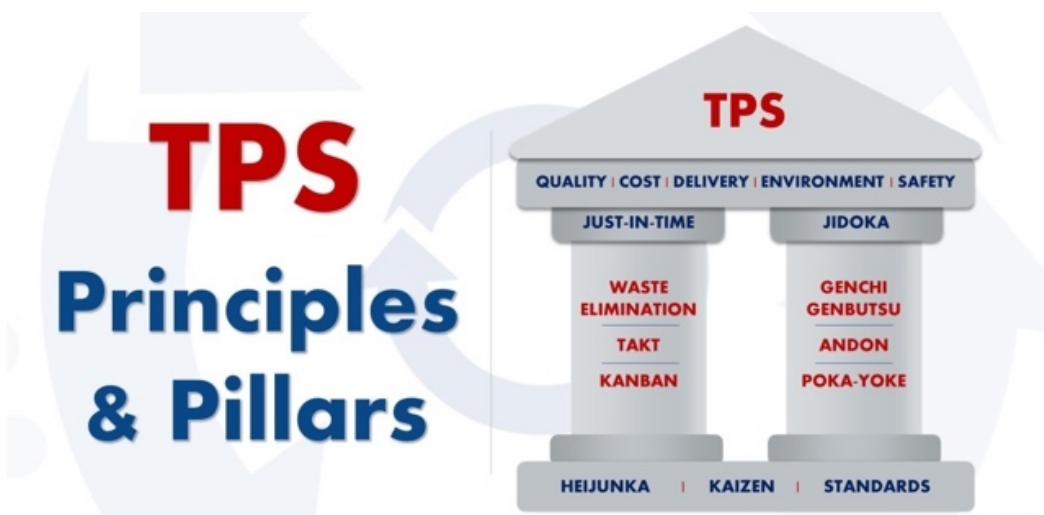 TPS
Principles
& Pillars
TPS
QUALITY | COST | DELIVERY | ENVIRONMENT | SAFETY
JUST-IN-TIME
WASTE
ELIMINATION
TAKT
KANBAN
JIDOKA
GENCHI
GENBUTSU
ANDON
POKA-YOKE
HEIJUNKA | KAIZEN | STANDARDS